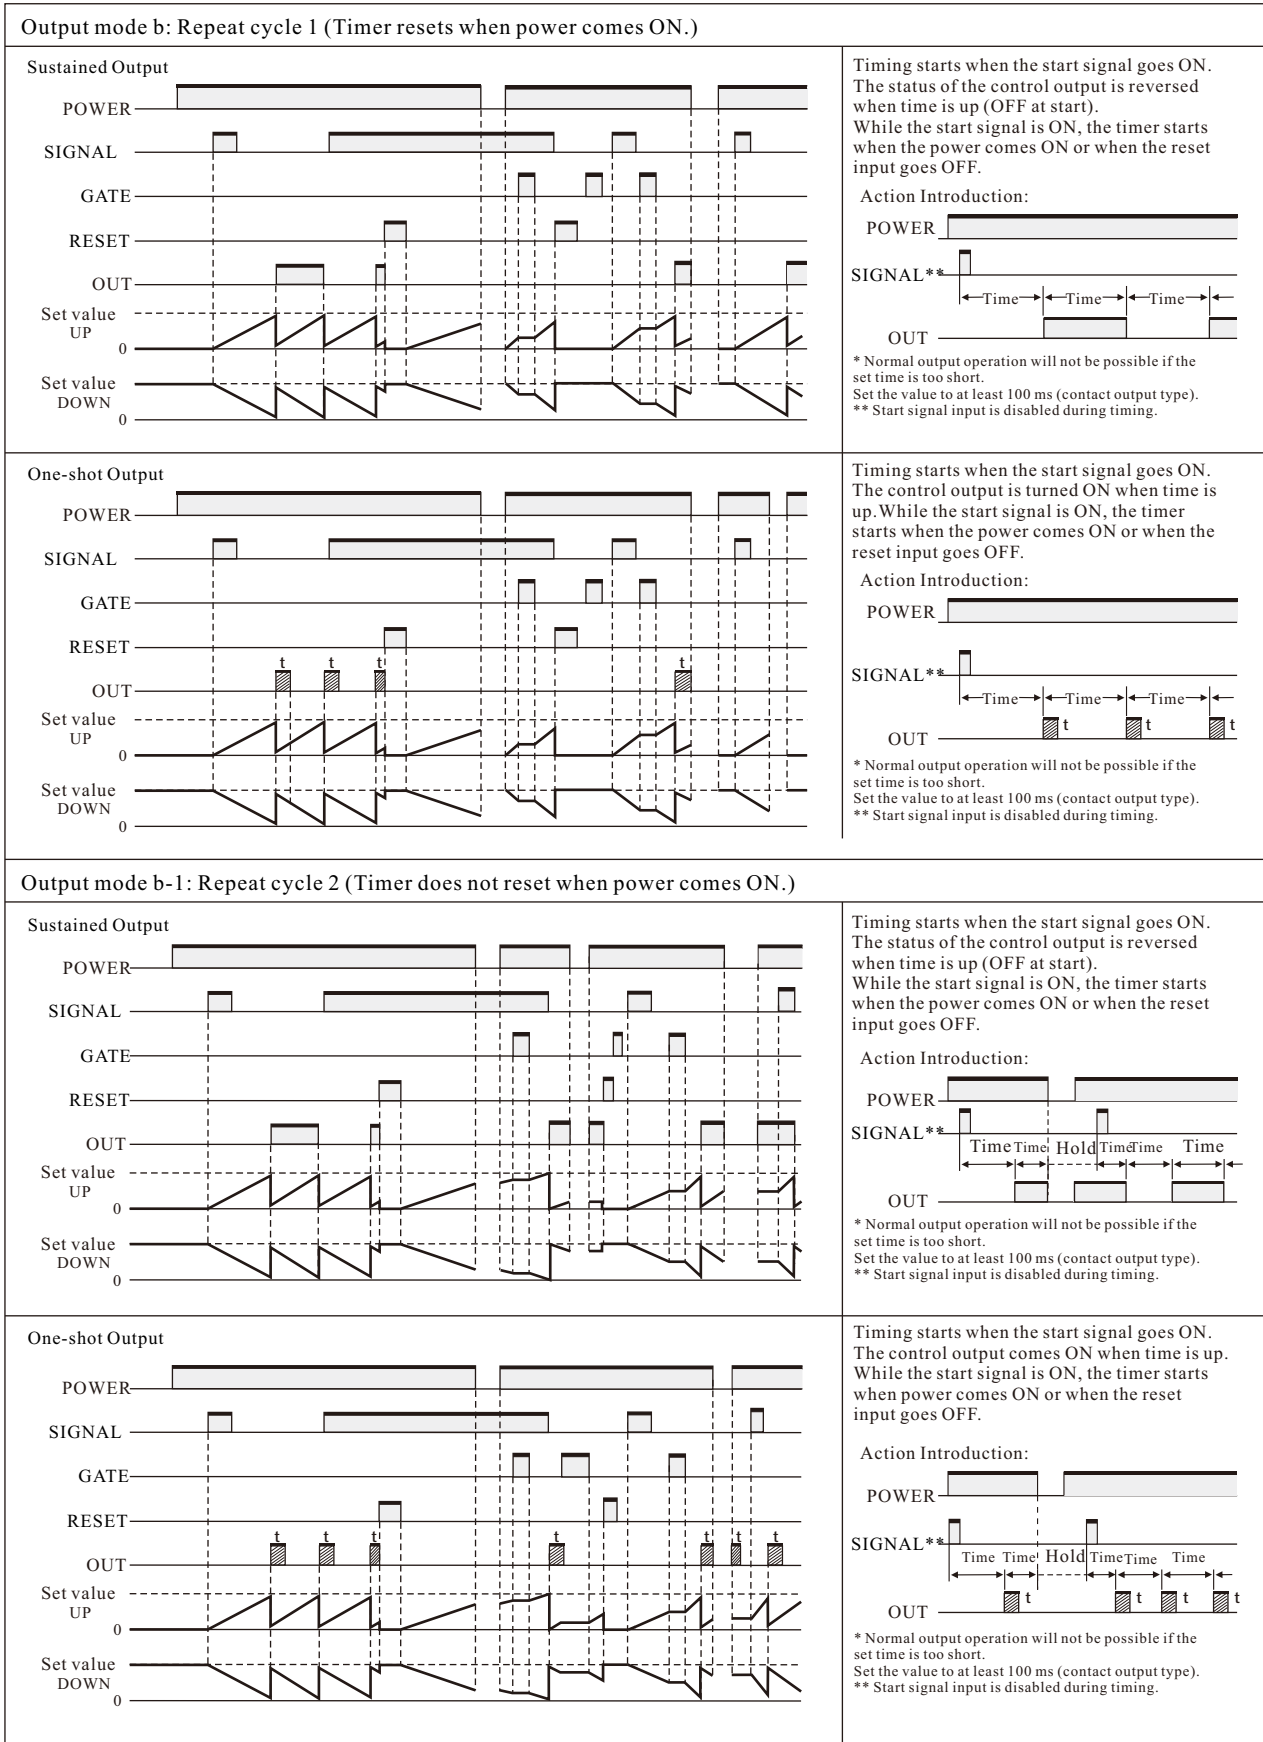 Output mode b: Repeat cycle 1 (Timer resets when power comes ON.)
Sustained Output
POWER
SIGNAL
GATE
RESET
OUT
Set value
UP
0
Set value
DOWN
0
Timing starts when the start signal goes ON.
The status of the control output is reversed
when time is up (OFF at start).
While the start signal is ON, the timer starts
when the power comes ON or when the reset
input goes OFF.
Action Introduction:
POWER
SIGNAL**
Time Time Time
OUT
* Normal output operation will not be possible if the
set time is too short.
Set the value to at least 100 ms (contact output type).
** Start signal input is disabled during timing.
One-shot Output
POWER
SIGNAL
GATE
RESET
t t t t
OUT
Set value
UP
0
Set value
DOWN
0
Timing starts when the start signal goes ON.
The control output is turned ON when time is
up.While the start signal is ON, the timer
starts when the power comes ON or when the
reset input goes OFF.
Action Introduction:
POWER
SIGNAL**
Time Time Time
t t t
OUT
* Normal output operation will not be possible if the
set time is too short.
Set the value to at least 100 ms (contact output type).
** Start signal input is disabled during timing.
Output mode b-1: Repeat cycle 2 (Timer does not reset when power comes ON.)
Sustained Output
POWER
SIGNAL
GATE
RESET
OUT
Set value
UP
0
Set value
DOWN
0
Timing starts when the start signal goes ON.
The status of the control output is reversed
when time is up (OFF at start).
While the start signal is ON, the timer starts
when the power comes ON or when the reset
input goes OFF.
Action Introduction:
POWER
SIGNAL**
Time Time Hold Time Time Time
OUT
* Normal output operation will not be possible if the
set time is too short.
Set the value to at least 100 ms (contact output type).
** Start signal input is disabled during timing.
One-shot Output
POWER
SIGNAL
GATE
RESET
t t t t t t t
OUT
Set value
UP
0
Set value
DOWN
0
Timing starts when the start signal goes ON.
The control output comes ON when time is up.
While the start signal is ON, the timer starts
when power comes ON or when the reset
input goes OFF.
Action Introduction:
POWER
SIGNAL**
Time Time Hold Time Time Time
t t t t
OUT
* Normal output operation will not be possible if the
set time is too short.
Set the value to at least 100 ms (contact output type).
** Start signal input is disabled during timing.